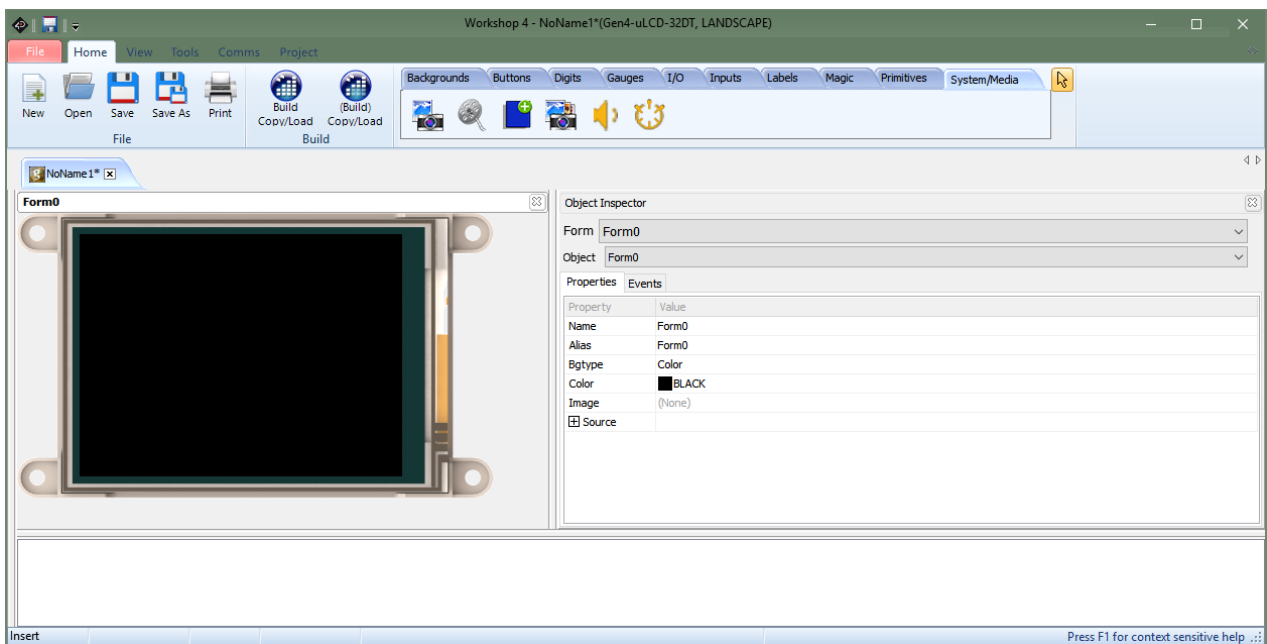 Workshop 4 - NoName1*(Gen4-uLCD-32DT, LANDSCAPE)
File Home View Tools Comms Project
Backgrounds Buttons Digits Gauges I/O Inputs Labels Magic Primitives System/Media
New Open Save Save As Print
Build Copy/Load
(Build) Copy/Load
File
Build
NoName1*
Form0
Object Inspector
Form Form0
Object Form0
Properties Events
Property Value
Name Form0
Alias Form0
Bgtype Color
Color BLACK
Image (None)
Source
Insert
Press F1 for context sensitive help